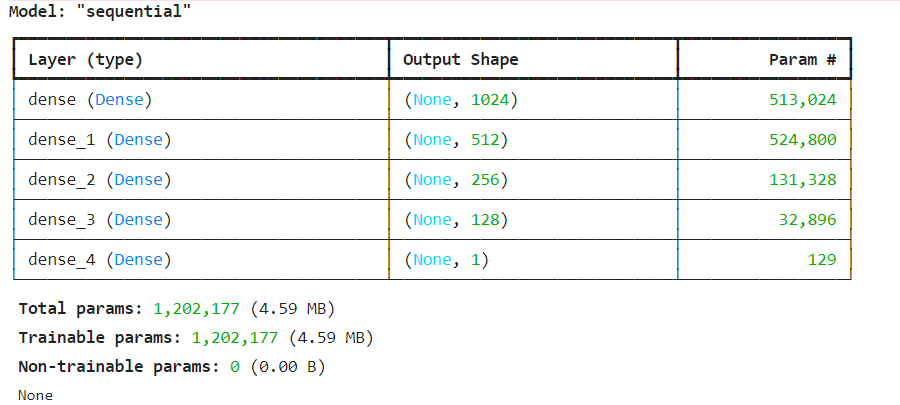 Model: "sequential"
Layer (type) Output Shape Param #
dense (Dense) (None, 1024) 513,024
dense_1 (Dense) (None, 512) 524,800
dense_2 (Dense) (None, 256) 131,328
dense_3 (Dense) (None, 128) 32,896
dense_4 (Dense) (None, 1) 129
Total params: 1,202,177 (4.59 MB)
Trainable params: 1,202,177 (4.59 MB)
Non-trainable params: 0 (0.00 B)
None